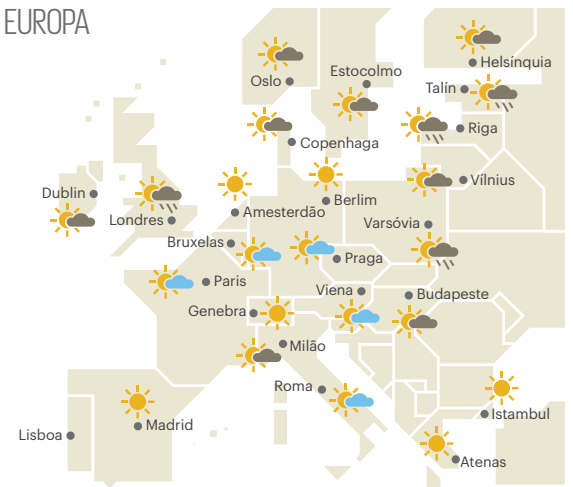 EUROPA
Helsínquia
Oslo
Estocolmo
Talín
Riga
Copenhaga
Vílnius
Dublin
Berlim
Londres
Amesterdão
Varsóvia
Bruxelas
Praga
Paris
Viena
Budapeste
Genebra
Milão
Roma
Istambul
Madrid
Lisboa
Atenas